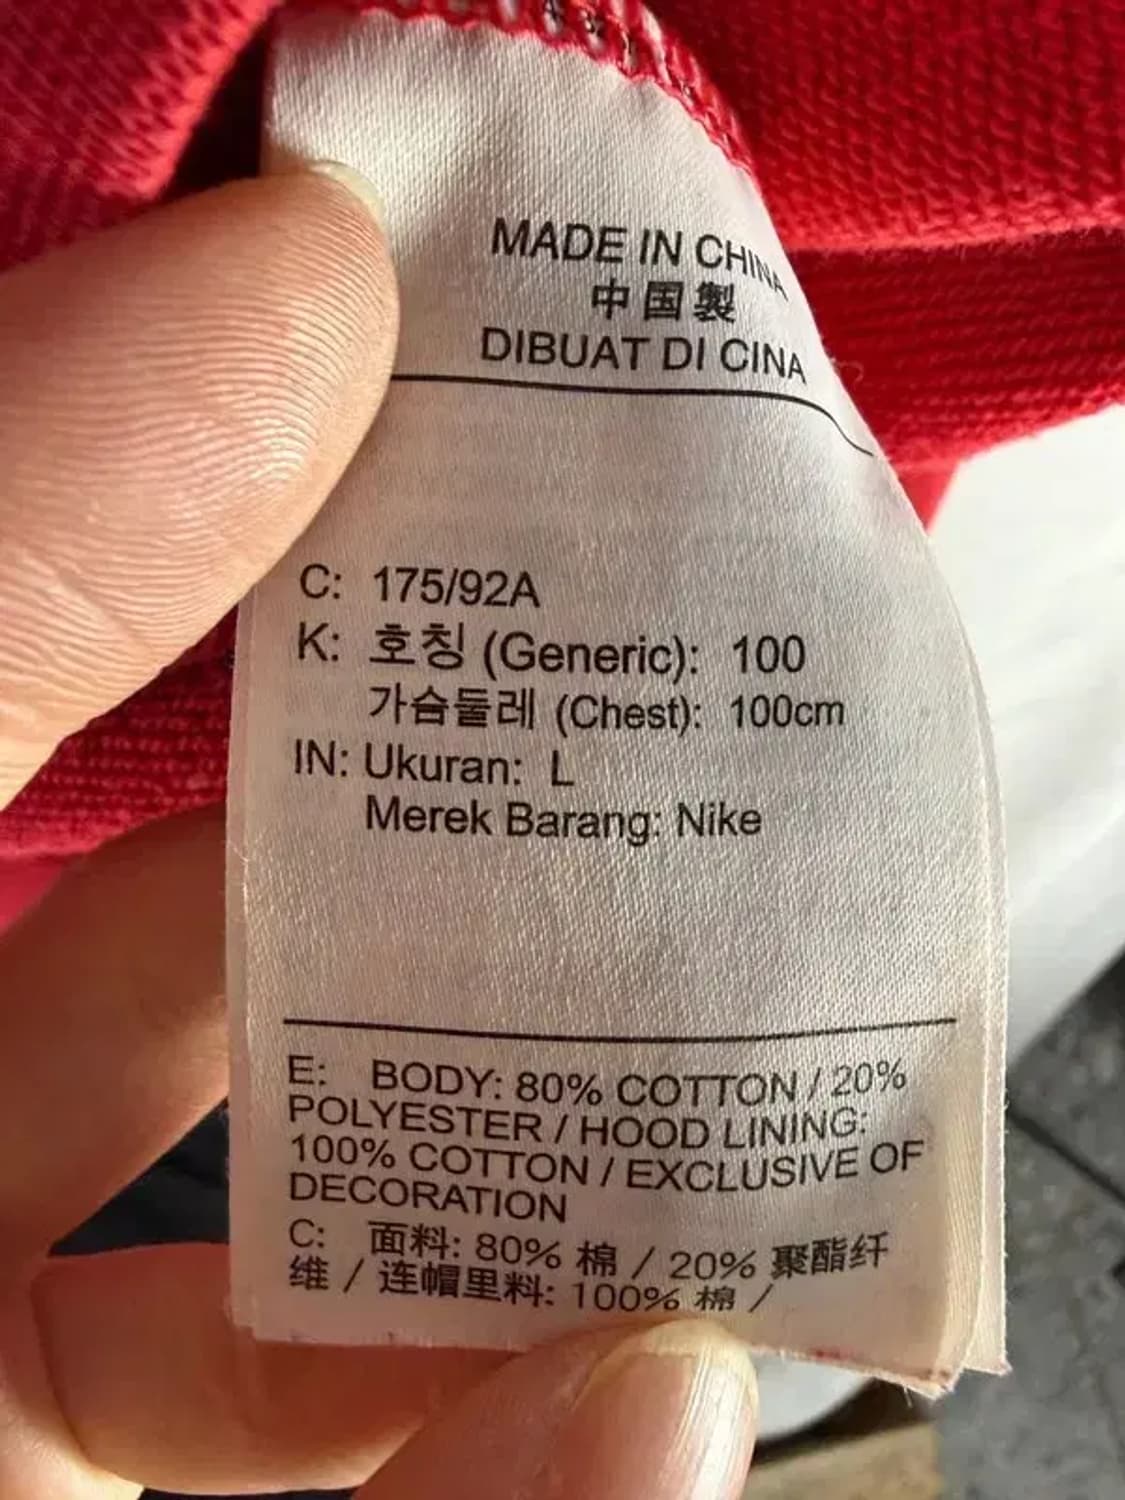 MADE IN CHINA
中国製
DIBUAT DI CINA
C: 175/92A
K: 호칭 (Generic): 100
가슴둘레 (Chest): 100cm
IN: Ukuran: L
Merek Barang: Nike
E: BODY: 80% COTTON / 20%
POLYESTER / HOOD LINING:
100% COTTON / EXCLUSIVE OF
DECORATION
C: 面料: 80% 棉 / 20% 聚酯纤
维 / 连帽里料: 100% 棉 /